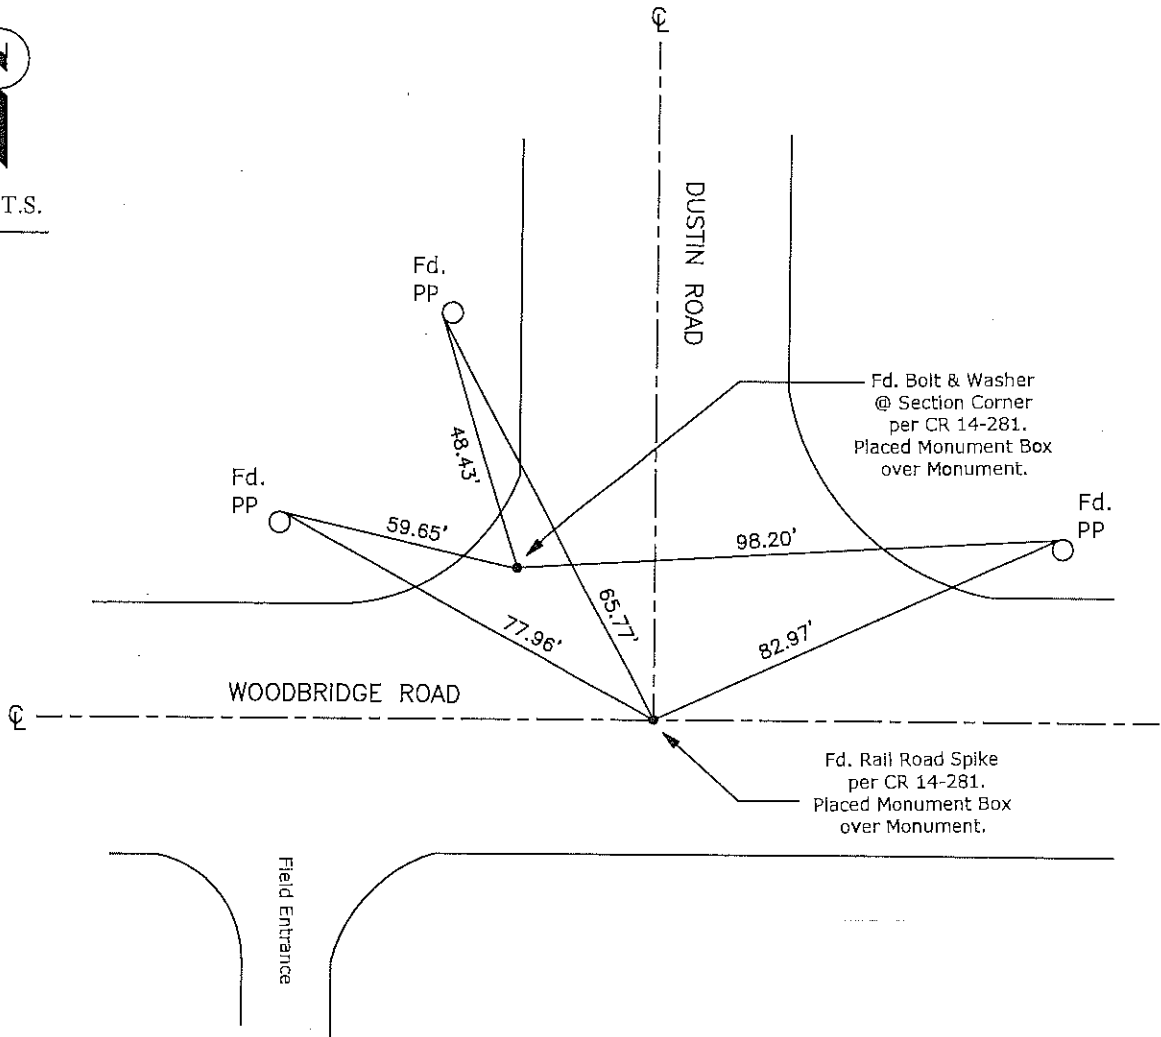 ℄
T.S.
DUSTIN ROAD
Fd.
PP
Fd. Bolt & Washer
@ Section Corner
per CR 14-281.
Placed Monument Box
over Monument.
48.43'
Fd.
PP
Fd.
PP
59.65'
98.20'
65.77'
77.96'
82.97'
WOODBRIDGE ROAD
℄
Fd. Rail Road Spike
per CR 14-281.
Placed Monument Box
over Monument.
Field Entrance